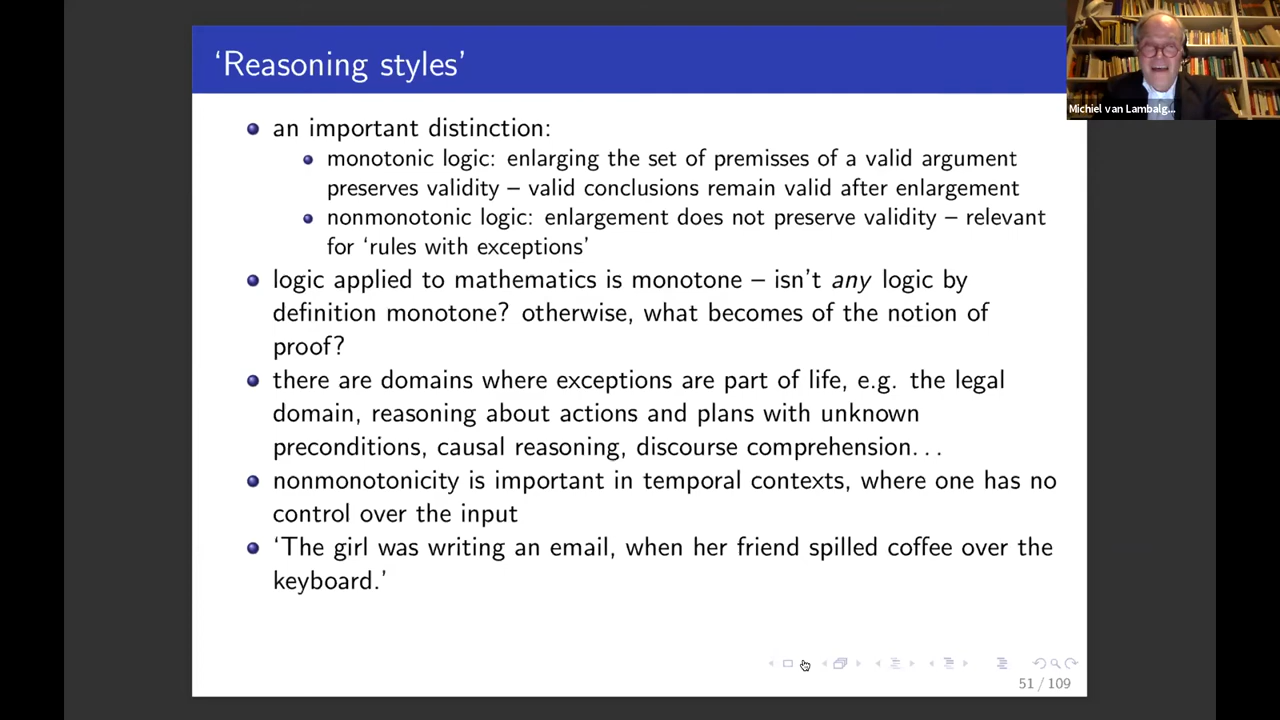 ‘Reasoning styles’
Michiel van Lambalg...
an important distinction:
monotonic logic: enlarging the set of premisses of a valid argument
preserves validity – valid conclusions remain valid after enlargement
nonmonotonic logic: enlargement does not preserve validity – relevant
for ‘rules with exceptions’
logic applied to mathematics is monotone – isn’t any logic by
definition monotone? otherwise, what becomes of the notion of
proof?
there are domains where exceptions are part of life, e.g. the legal
domain, reasoning about actions and plans with unknown
preconditions, causal reasoning, discourse comprehension. . .
nonmonotonicity is important in temporal contexts, where one has no
control over the input
‘The girl was writing an email, when her friend spilled coffee over the
keyboard.’
51 / 109